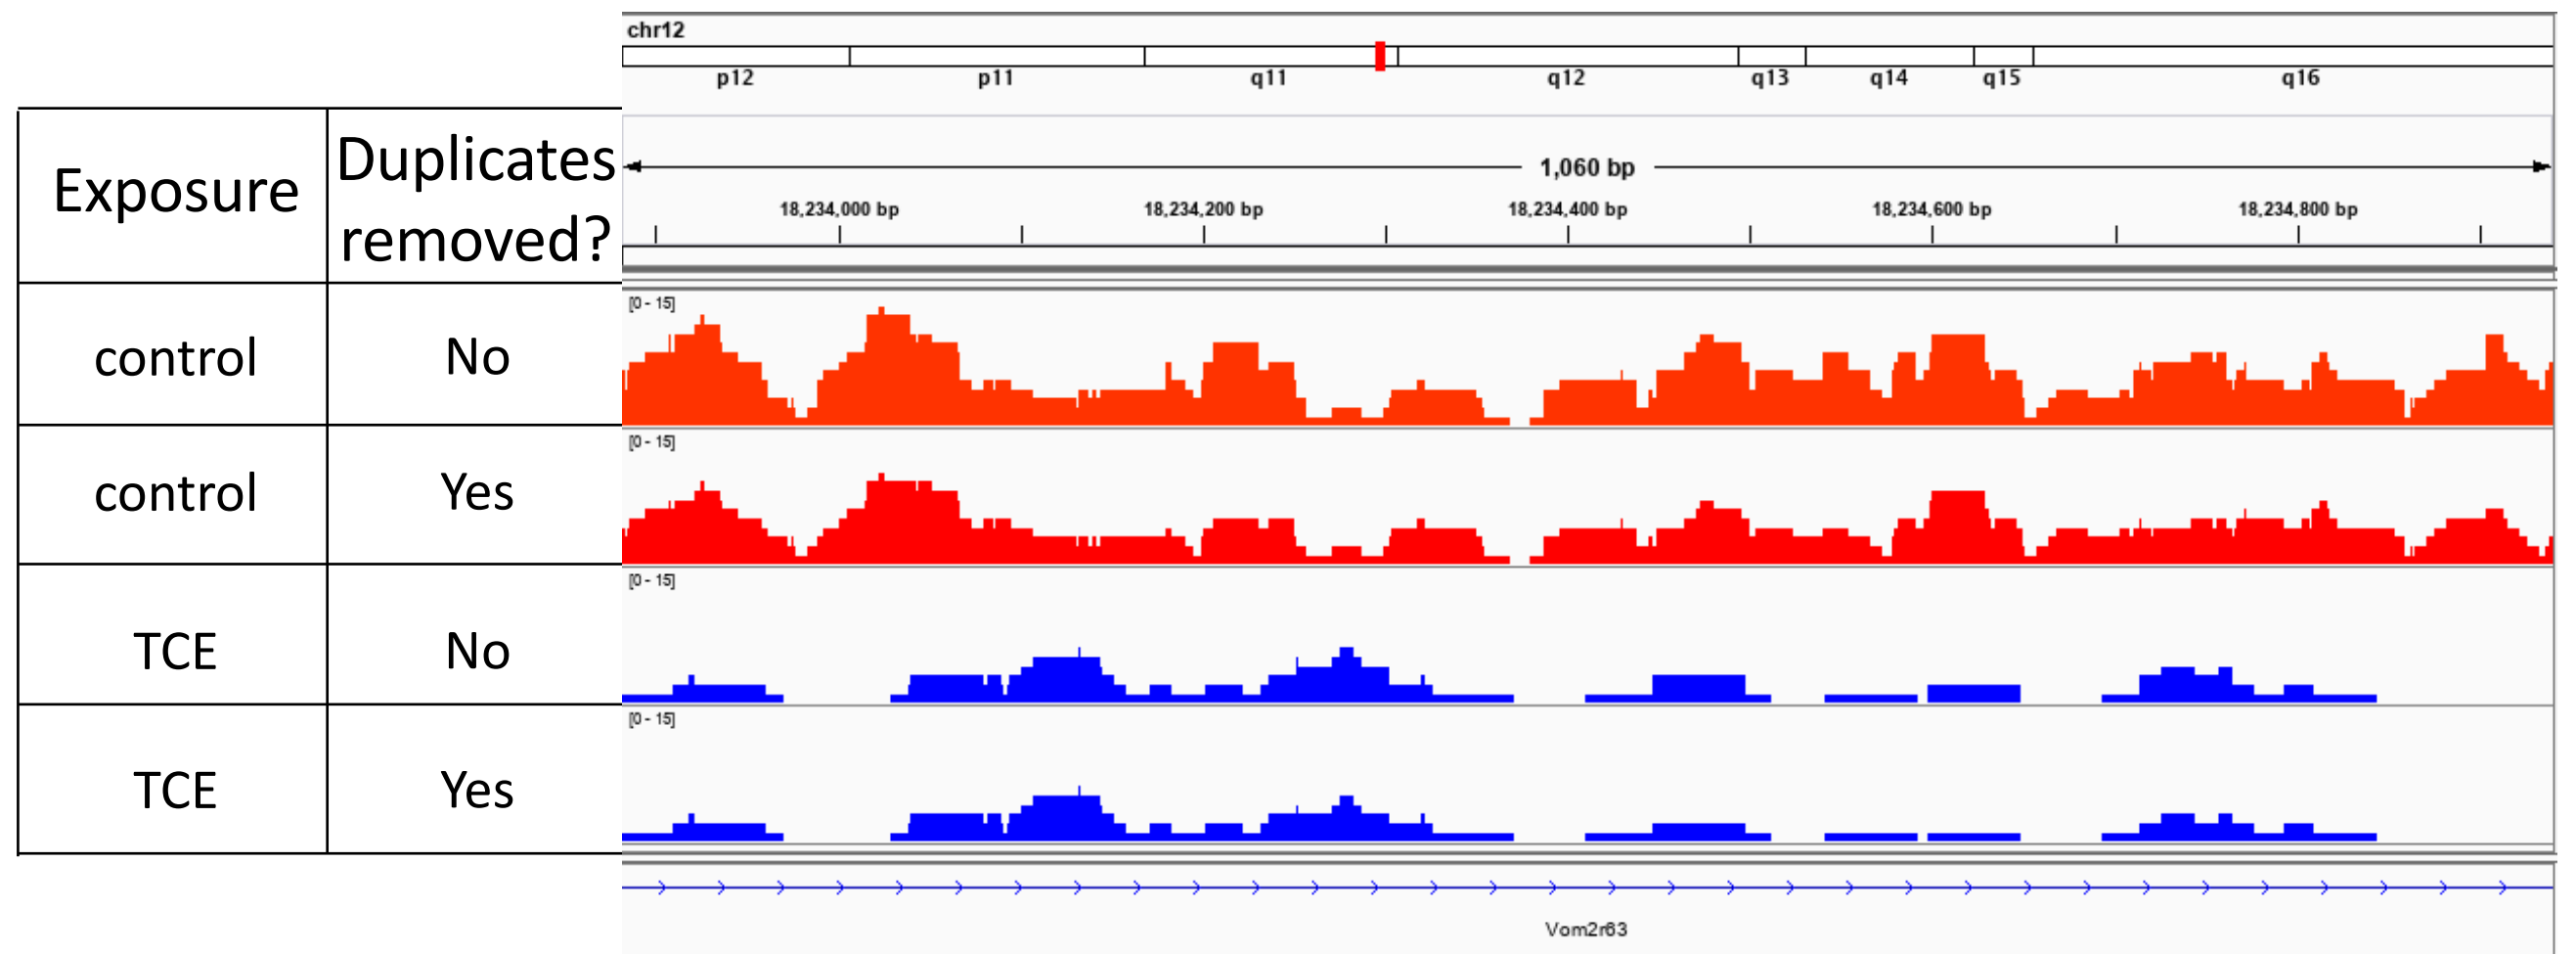 chr12
p12 p11 q11 q12 q13 q14 q15 q16
Exposure
Duplicates
removed?
1,060 bp
18,234,000 bp 18,234,200 bp 18,234,400 bp 18,234,600 bp 18,234,800 bp
control No
[0 - 15]
control Yes
[0 - 15]
TCE No
[0 - 15]
TCE Yes
[0 - 15]
Vom2r63